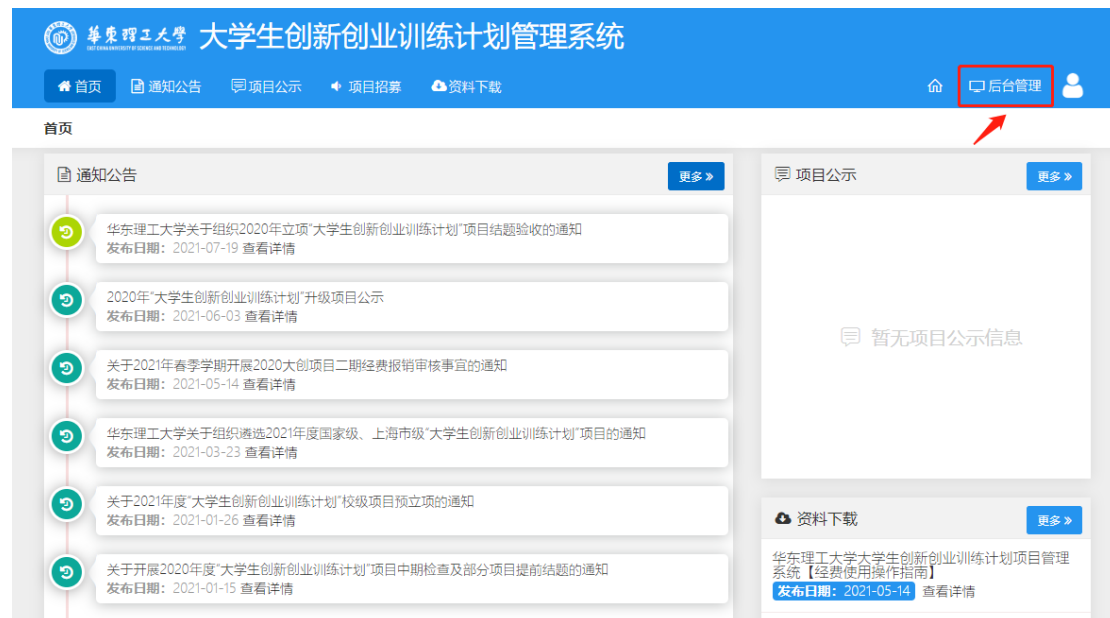 華東理工大學 大学生创新创业训练计划管理系统
EAST CHINA UNIVERSITY OF SCIENCE AND TECHNOLOGY
首页 通知公告 项目公示 项目招募 资料下载 后台管理
首页
通知公告 更多 »
华东理工大学关于组织2020年立项“大学生创新创业训练计划”项目结题验收的通知
发布日期：2021-07-19 查看详情
2020年“大学生创新创业训练计划”升级项目公示
发布日期：2021-06-03 查看详情
关于2021年春季学期开展2020大创项目二期经费报销审核事宜的通知
发布日期：2021-05-14 查看详情
华东理工大学关于组织遴选2021年度国家级、上海市级“大学生创新创业训练计划”项目的通知
发布日期：2021-03-23 查看详情
关于2021年度“大学生创新创业训练计划”校级项目预立项的通知
发布日期：2021-01-26 查看详情
关于开展2020年度“大学生创新创业训练计划”项目中期检查及部分项目提前结题的通知
发布日期：2021-01-15 查看详情
项目公示 更多 »
暂无项目公示信息
资料下载 更多 »
华东理工大学大学生创新创业训练计划项目管理
系统【经费使用操作指南】
发布日期：2021-05-14 查看详情